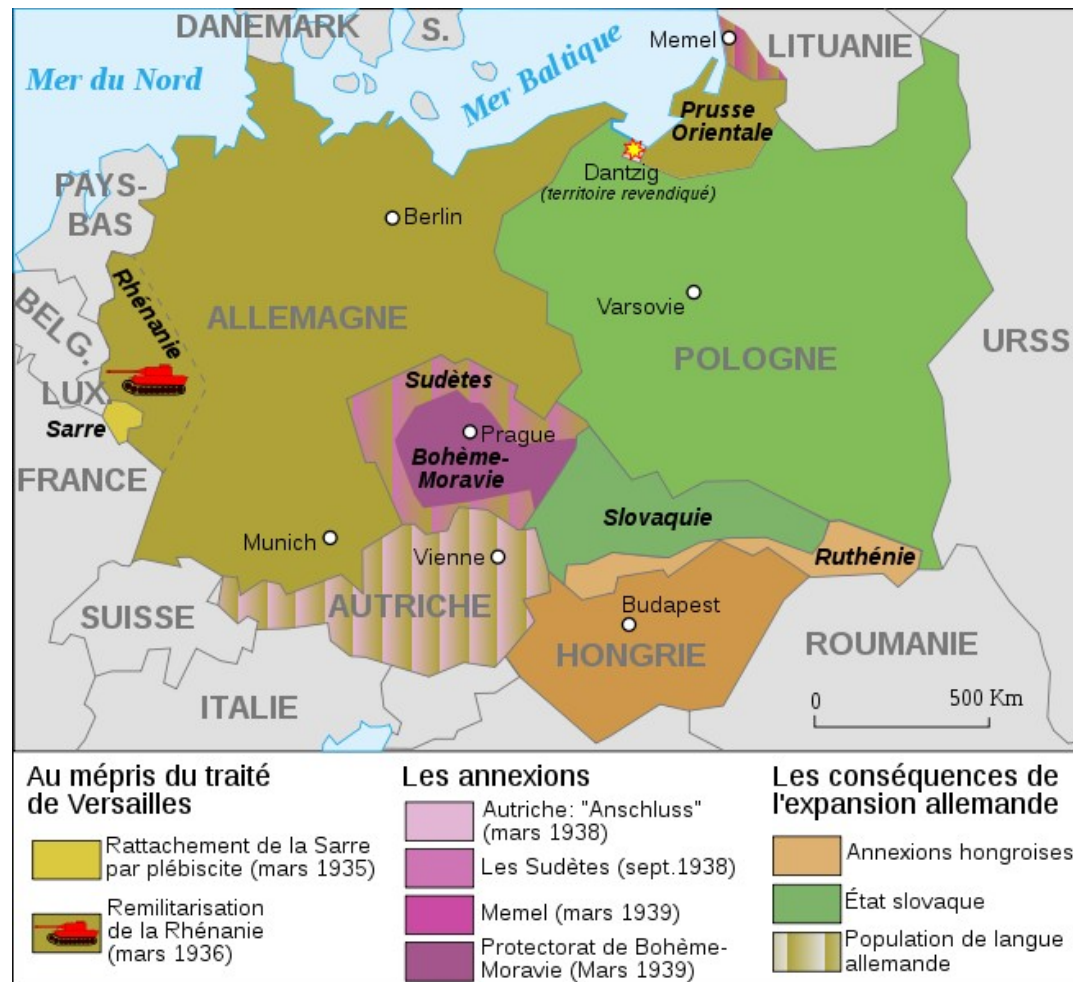 DANEMARK
S.
Mer du Nord
Mer Baltique
Memel
LITUANIE
Prusse
Orientale
Dantzig
(territoire revendiqué)
PAYS-
BAS
Berlin
Rhénanie
BELG.
ALLEMAGNE
Varsovie
POLOGNE
URSS
LUX.
Sarre
Sudètes
Prague
Bohème-
Moravie
FRANCE
Slovaquie
Munich
Vienne
Ruthénie
SUISSE
AUTRICHE
Budapest
HONGRIE
ROUMANIE
ITALIE
0 500 Km
Au mépris du traité
de Versailles
Rattachement de la Sarre
par plébiscite (mars 1935)
Remilitarisation
de la Rhénanie
(mars 1936)
Les annexions
Autriche: "Anschluss"
(mars 1938)
Les Sudètes (sept.1938)
Memel (mars 1939)
Protectorat de Bohème-
Moravie (Mars 1939)
Les conséquences de
l'expansion allemande
Annexions hongroises
État slovaque
Population de langue
allemande